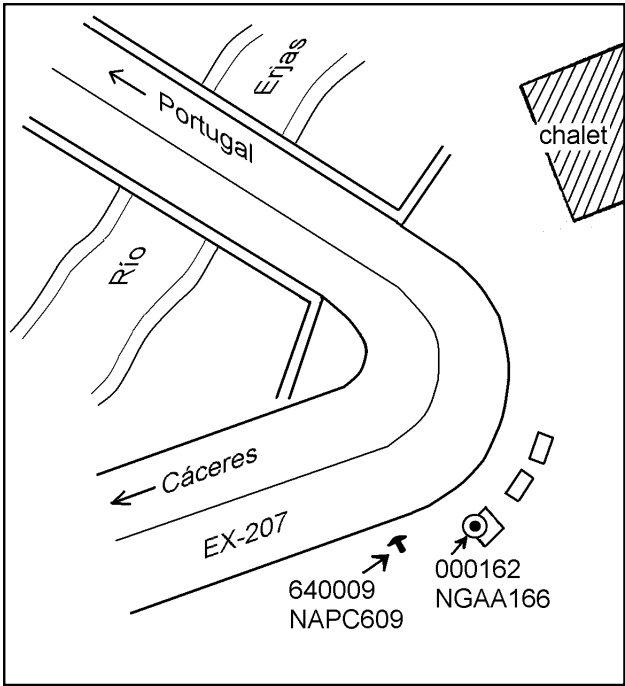 Erjas
Portugal
chalet
Río
Cáceres
EX-207
000162
NGAA166
640009
NAPC609